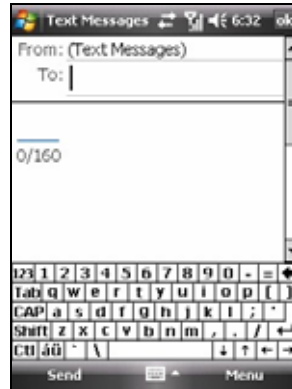 Text Messages 6:32 ok
From: (Text Messages)
To:
0/160
123 1 2 3 4 5 6 7 8 9 0 - =
Tab q w e r t y u i o p [ ]
CAP a s d f g h j k l ; '
Shift z x c v b n m , . /
Ctl áü ` \
Send Menu